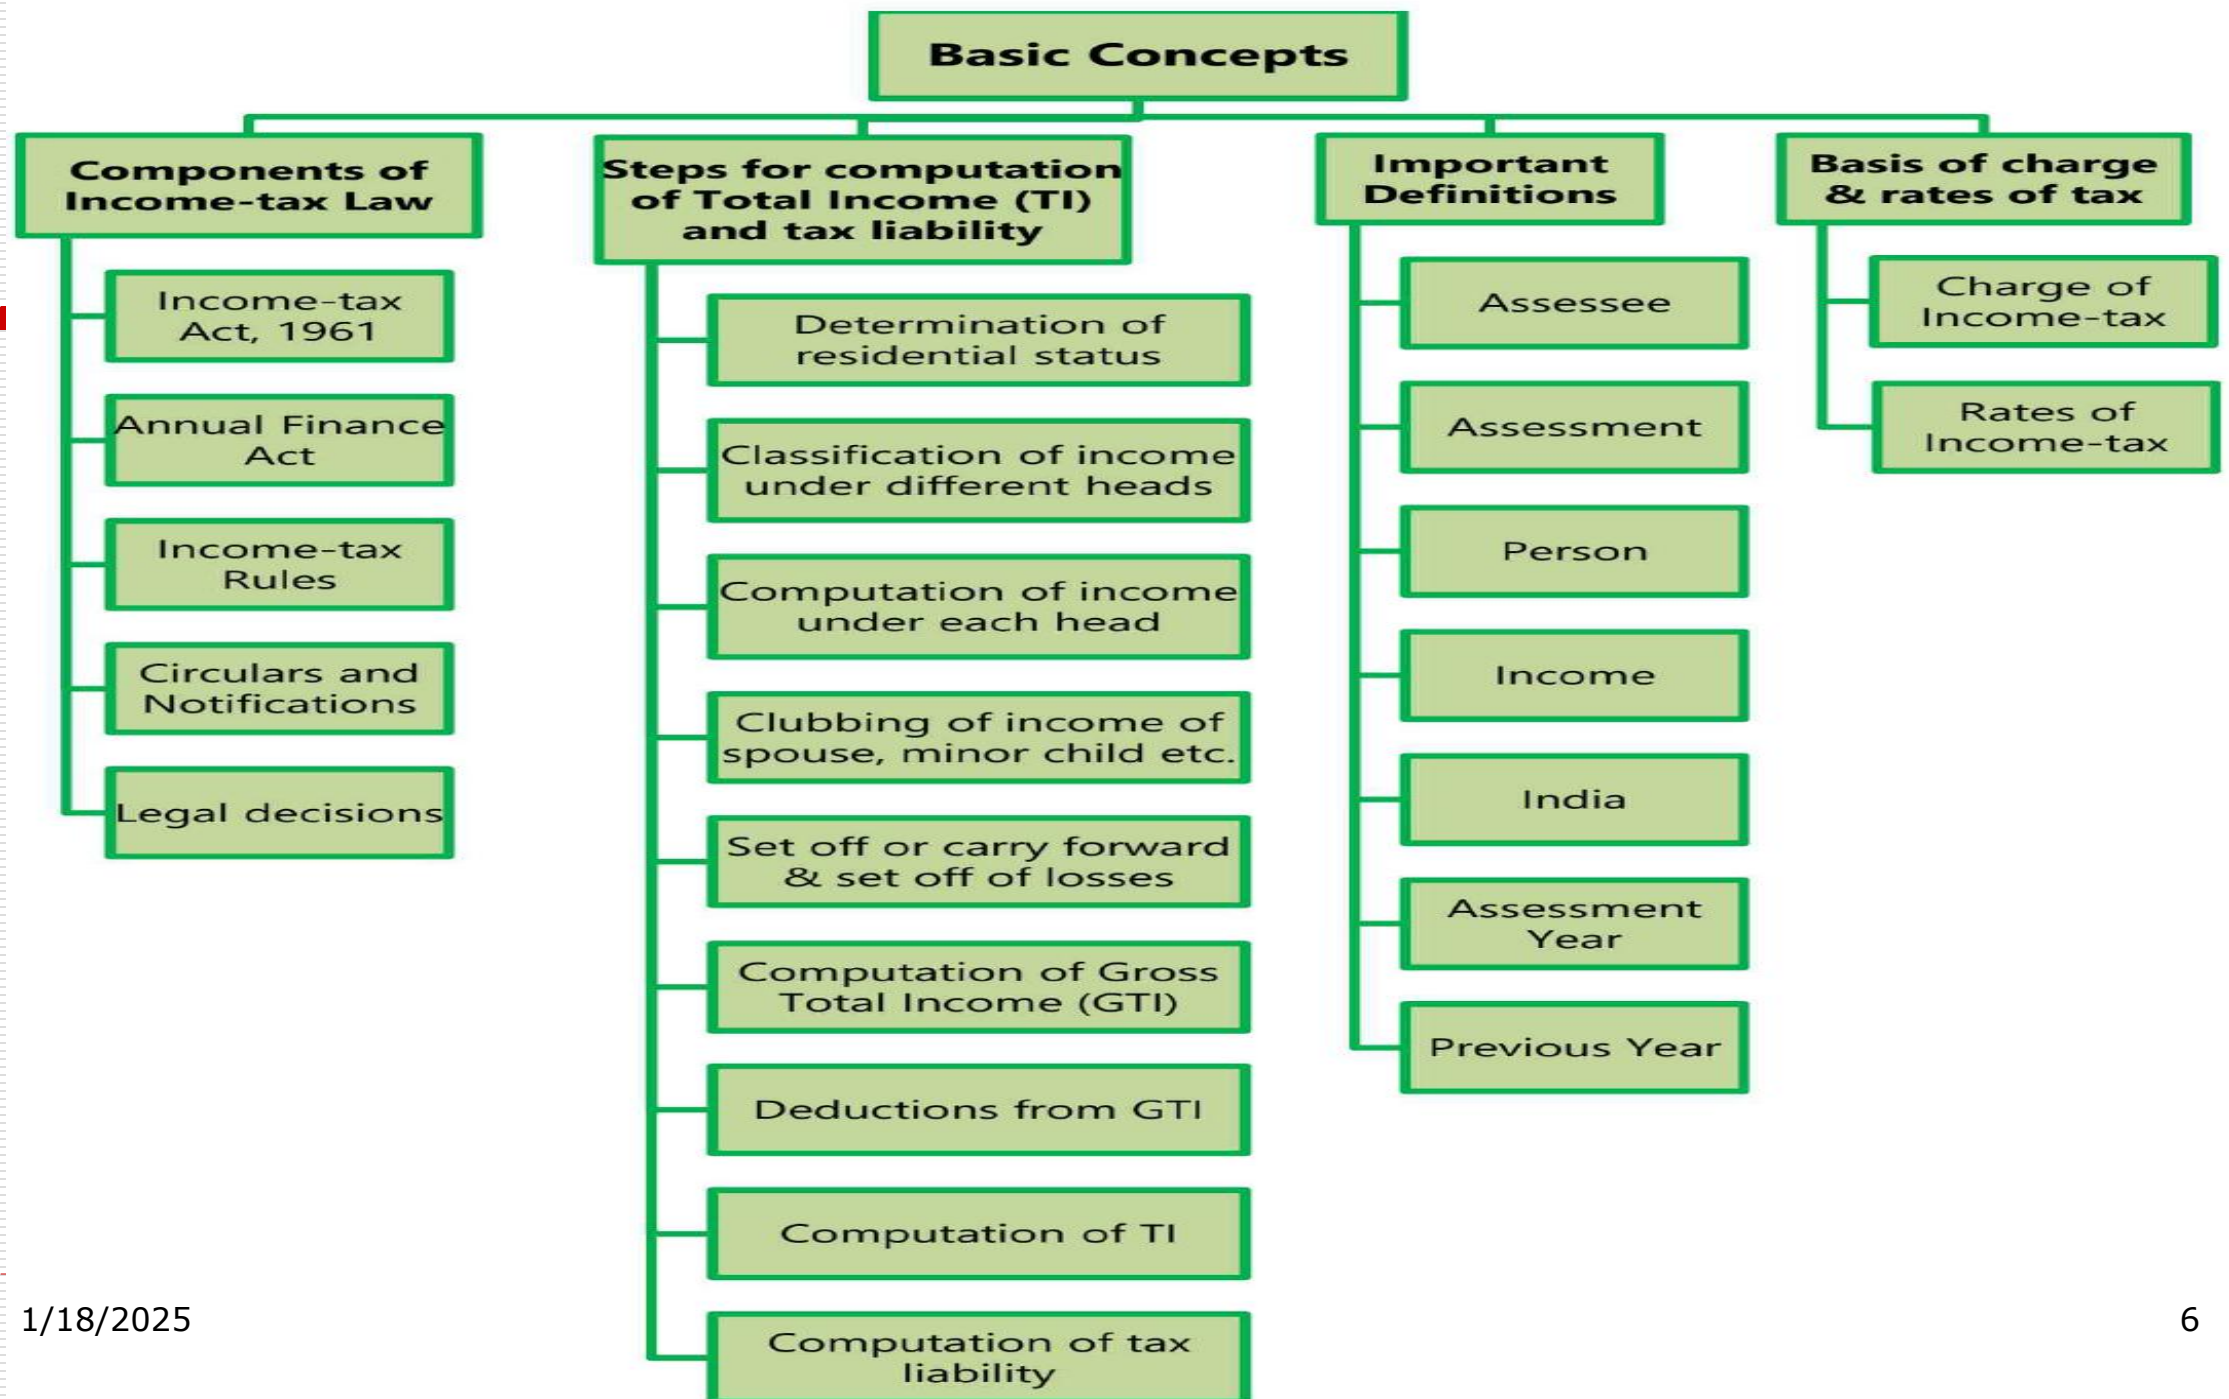 Basic Concepts
Components of
Income-tax Law
Income-tax
Act, 1961
Annual Finance
Act
Income-tax
Rules
Circulars and
Notifications
Legal decisions
Steps for computation
of Total Income (TI)
and tax liability
Determination of
residential status
Classification of income
under different heads
Computation of income
under each head
Clubbing of income of
spouse, minor child etc.
Set off or carry forward
& set off of losses
Computation of Gross
Total Income (GTI)
Deductions from GTI
Computation of TI
Computation of tax
liability
Important
Definitions
Assessee
Assessment
Person
Income
India
Assessment
Year
Previous Year
Basis of charge
& rates of tax
Charge of
Income-tax
Rates of
Income-tax
1/18/2025
6